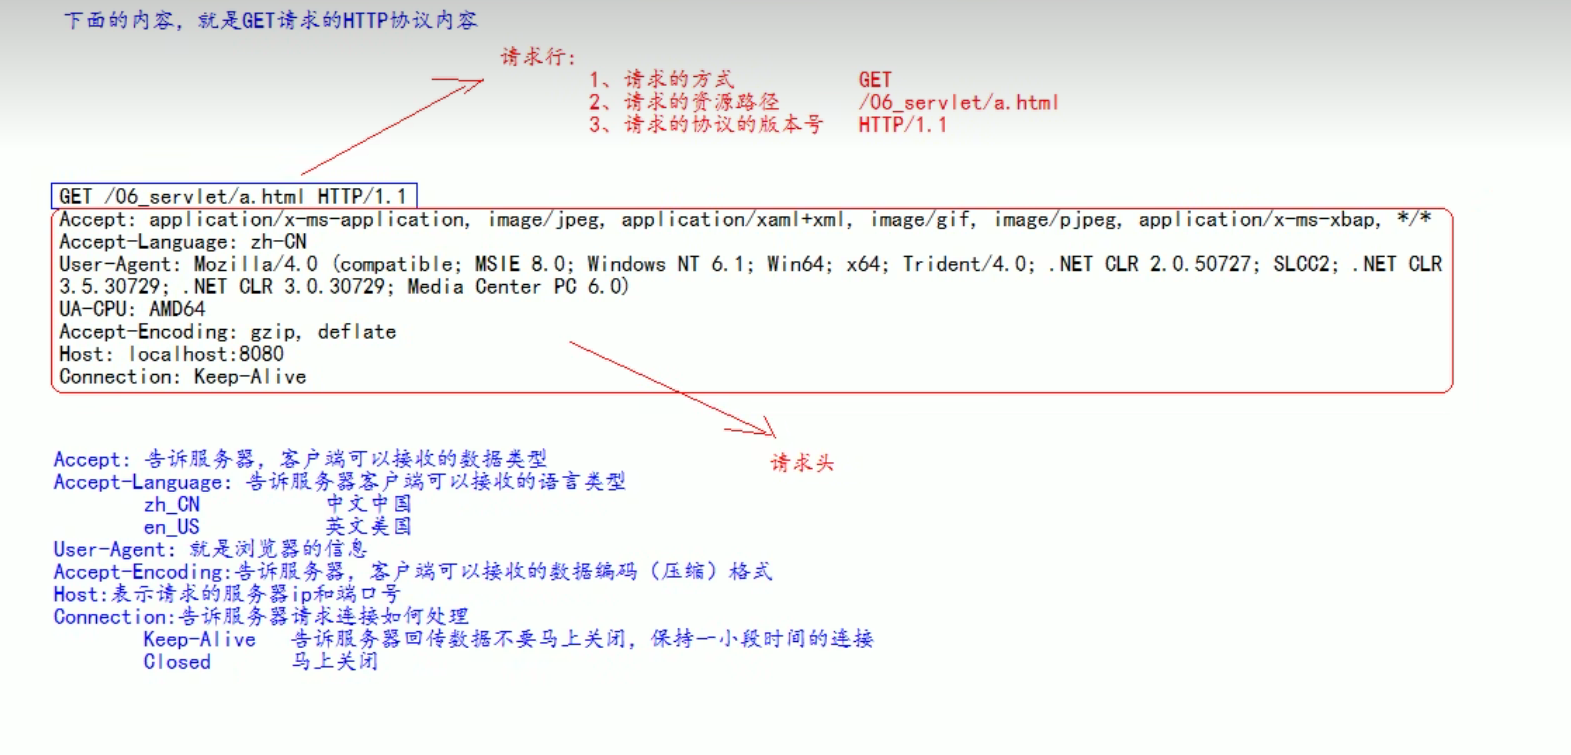 下面的内容，就是GET请求的HTTP协议内容
请求行：
1、请求的方式 GET
2、请求的资源路径 /06_servlet/a.html
3、请求的协议的版本号 HTTP/1.1
GET /06_servlet/a.html HTTP/1.1
Accept: application/x-ms-application, image/jpeg, application/xaml+xml, image/gif, image/pjpeg, application/x-ms-xbap, */*
Accept-Language: zh-CN
User-Agent: Mozilla/4.0 (compatible; MSIE 8.0; Windows NT 6.1; Win64; x64; Trident/4.0; .NET CLR 2.0.50727; SLCC2; .NET CLR
3.5.30729; .NET CLR 3.0.30729; Media Center PC 6.0)
UA-CPU: AMD64
Accept-Encoding: gzip, deflate
Host: localhost:8080
Connection: Keep-Alive
请求头
Accept: 告诉服务器，客户端可以接收的数据类型
Accept-Language: 告诉服务器客户端可以接收的语言类型
zh_CN 中文中国
en_US 英文美国
User-Agent: 就是浏览器的信息
Accept-Encoding:告诉服务器，客户端可以接收的数据编码（压缩）格式
Host:表示请求的服务器ip和端口号
Connection:告诉服务器请求连接如何处理
Keep-Alive 告诉服务器回传数据不要马上关闭，保持一小段时间的连接
Closed 马上关闭